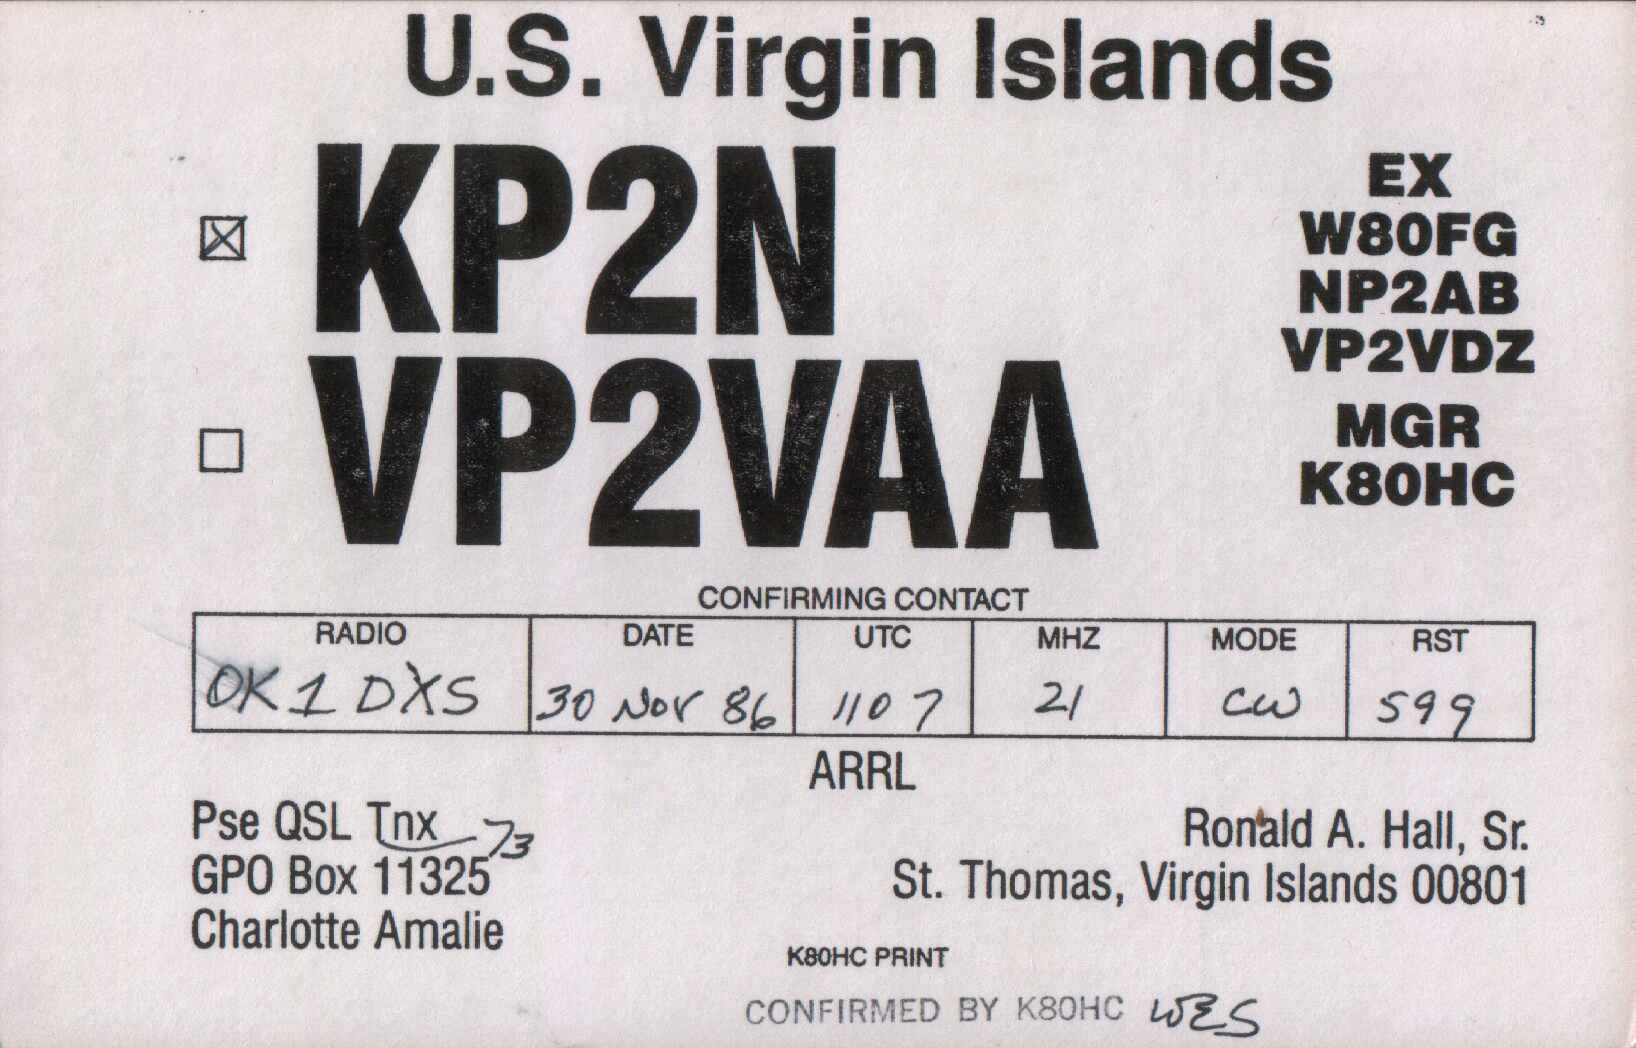 U.S. Virgin Islands
KP2N
VP2VAA
EX
W8OFG
NP2AB
VP2VDZ
MGR
K8OHC
CONFIRMING CONTACT
RADIO DATE UTC MHZ MODE RST
OK1DXS 30 Nov 86 1107 21 CW 599
ARRL
Pse QSL Tnx 73
GPO Box 11325
Charlotte Amalie
Ronald A. Hall, Sr.
St. Thomas, Virgin Islands 00801
K8OHC PRINT
CONFIRMED BY K8OHC WES